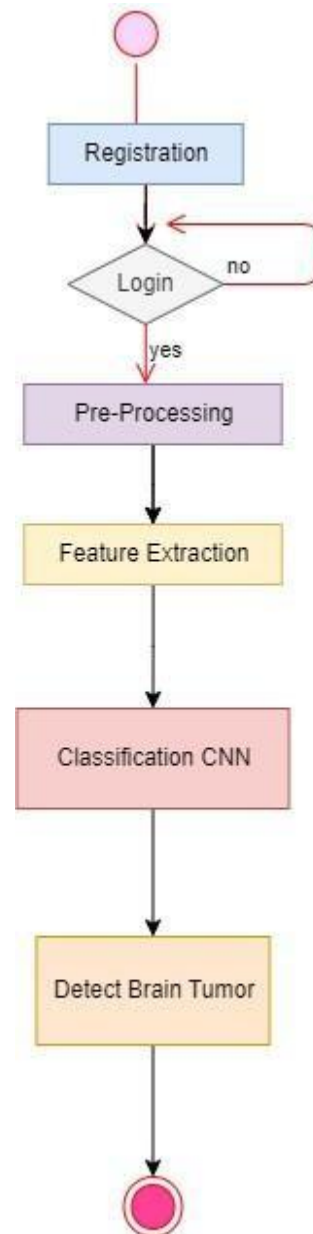 Registration
Login
no
yes
Pre-Processing
Feature Extraction
Classification CNN
Detect Brain Tumor